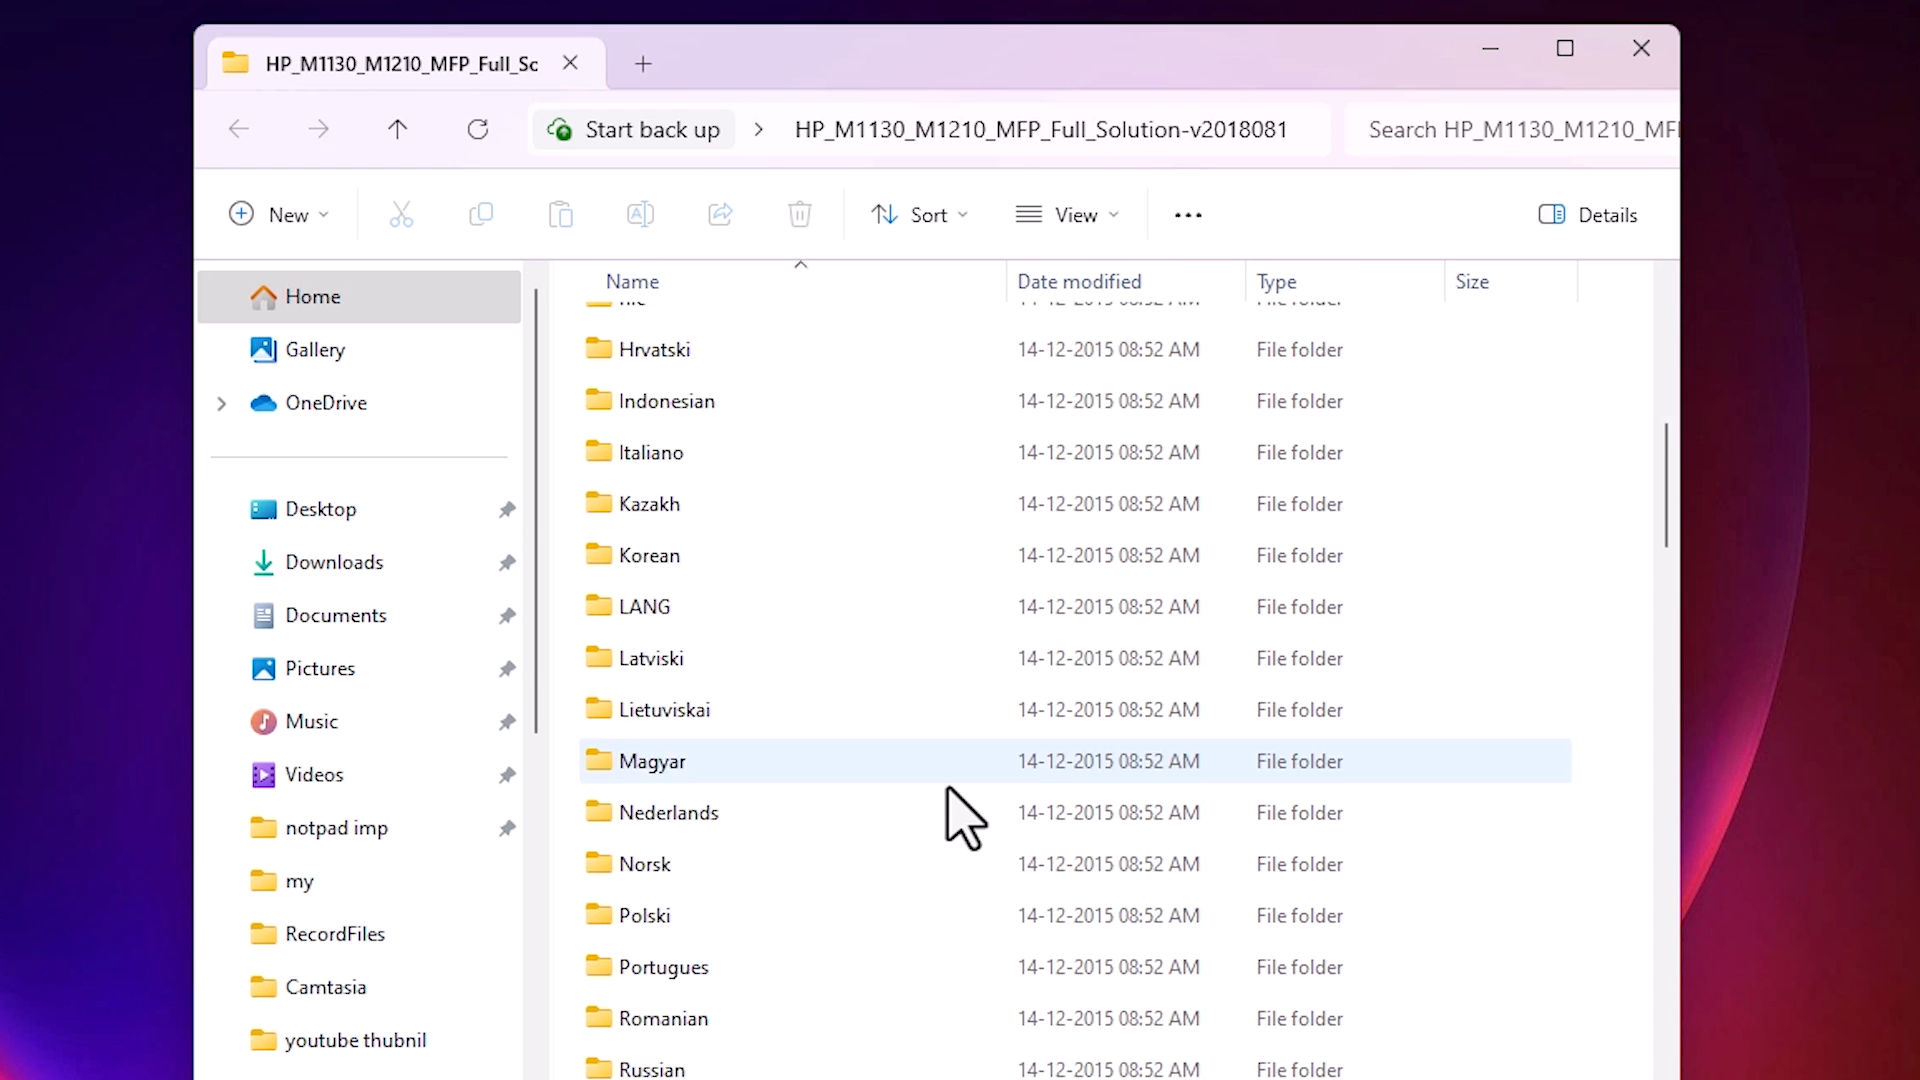 HP_M1130_M1210_MFP_Full_Sc
Start back up > HP_M1130_M1210_MFP_Full_Solution-v2018081
Search HP_M1130_M1210_MFI
New Sort View ... Details
Name Date modified Type Size
Home
Gallery
OneDrive
Desktop
Downloads
Documents
Pictures
Music
Videos
notpad imp
my
RecordFiles
Camtasia
youtube thubnil
Hrvatski 14-12-2015 08:52 AM File folder
Indonesian 14-12-2015 08:52 AM File folder
Italiano 14-12-2015 08:52 AM File folder
Kazakh 14-12-2015 08:52 AM File folder
Korean 14-12-2015 08:52 AM File folder
LANG 14-12-2015 08:52 AM File folder
Latviski 14-12-2015 08:52 AM File folder
Lietuviskai 14-12-2015 08:52 AM File folder
Magyar 14-12-2015 08:52 AM File folder
Nederlands 14-12-2015 08:52 AM File folder
Norsk 14-12-2015 08:52 AM File folder
Polski 14-12-2015 08:52 AM File folder
Portugues 14-12-2015 08:52 AM File folder
Romanian 14-12-2015 08:52 AM File folder
Russian 14-12-2015 08:52 AM File folder